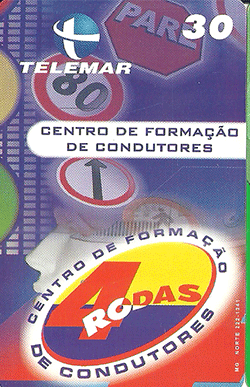 PARE
30
TELEMAR
80
CENTRO DE FORMAÇÃO
DE CONDUTORES
CENTRO DE FORMAÇÃO
4
RODAS
DE CONDUTORES